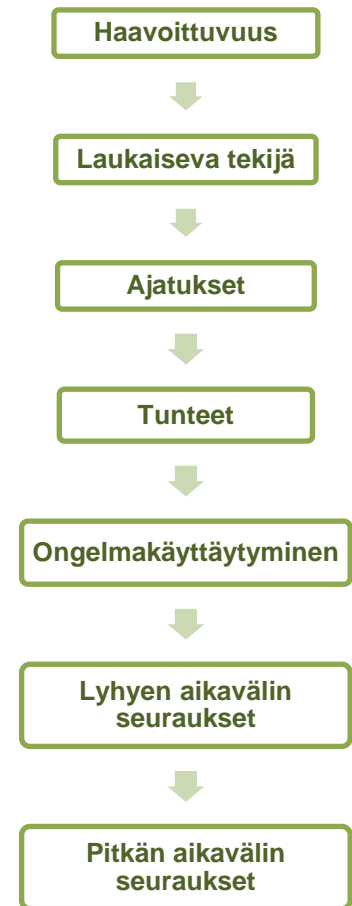 Haavoittuvuus
Laukaiseva tekijä
Ajatukset
Tunteet
Ongelmakäyttäytyminen
Lyhyen aikavälin
seuraukset
Pitkän aikavälin
seuraukset